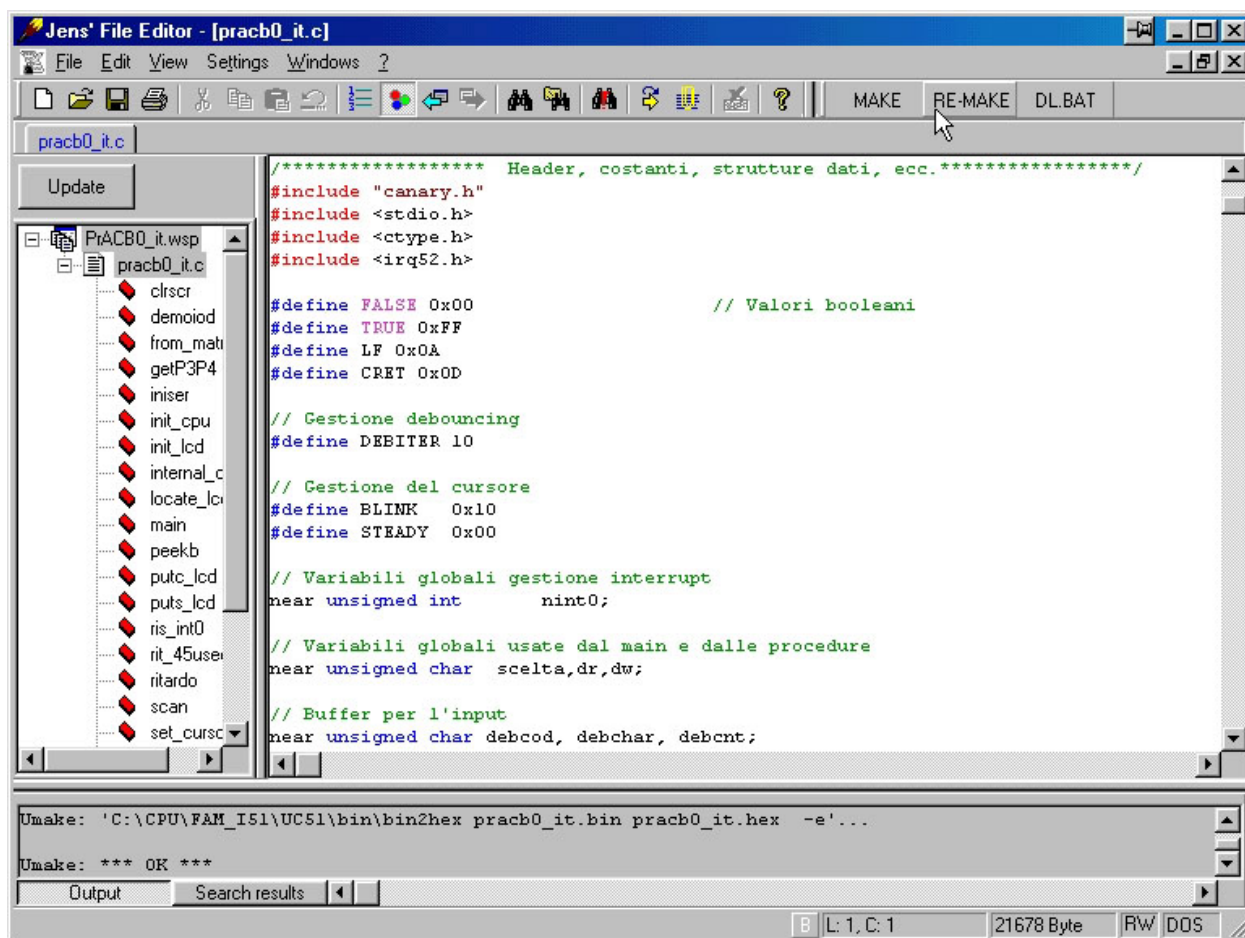 Jens' File Editor - [pracb0_it.c]
File Edit View Settings Windows ?
MAKE RE-MAKE DL.BAT
pracb0_it.c
Update
PrACB0_it.wsp
pracb0_it.c
clrscr
demoiod
from_mat
getP3P4
iniser
init_cpu
init_lcd
internal_c
locate_lc
main
peekb
putc_lcd
puts_lcd
ris_int0
rit_45use
ritardo
scan
set_curso
/****************** Header, costanti, strutture dati, ecc.*****************/
#include "canary.h"
#include <stdio.h>
#include <ctype.h>
#include <irq52.h>
#define FALSE 0x00 // Valori booleani
#define TRUE 0xFF
#define LF 0x0A
#define CRET 0x0D
// Gestione debouncing
#define DEBITER 10
// Gestione del cursore
#define BLINK 0x10
#define STEADY 0x00
// Variabili globali gestione interrupt
near unsigned int nint0;
// Variabili globali usate dal main e dalle procedure
near unsigned char scelta,dr,dw;
// Buffer per l'input
near unsigned char debcod, debchar, debcnt;
Umake: 'C:\CPU\FAM_I51\UC51\bin\bin2hex pracb0_it.bin pracb0_it.hex -e'...
Umake: *** OK ***
Output Search results
B L: 1, C: 1 21678 Byte RW DOS